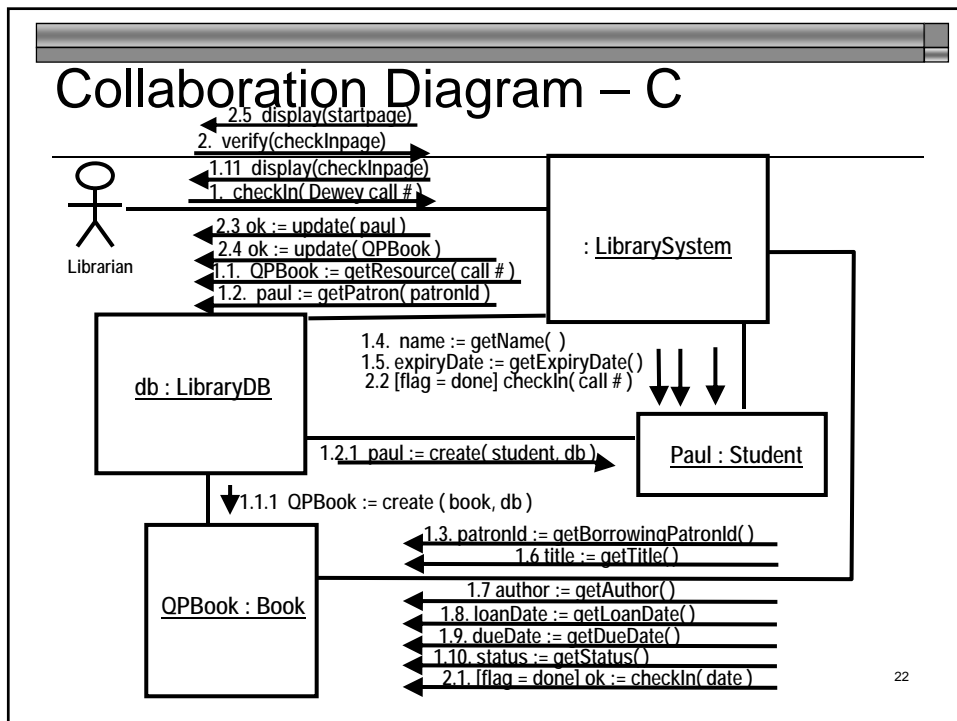 Collaboration Diagram – C
2.5 display(startpage)
2. verify(checkInpage)
1.11 display(checkInpage)
1. checkIn( Dewey call # )
Librarian
: LibrarySystem
2.3 ok := update( paul )
2.4 ok := update( QPBook )
1.1. QPBook := getResource( call # )
1.2. paul := getPatron( patronId )
db : LibraryDB
1.4. name := getName( )
1.5. expiryDate := getExpiryDate()
2.2 [flag = done] checkIn( call # )
1.2.1 paul := create( student, db )
Paul : Student
1.1.1 QPBook := create ( book, db )
1.3. patronId := getBorrowingPatronId( )
1.6 title := getTitle( )
QPBook : Book
1.7 author := getAuthor()
1.8. loanDate := getLoanDate( )
1.9. dueDate := getDueDate( )
1.10. status := getStatus( )
2.1. [flag = done] ok := checkIn( date )
22